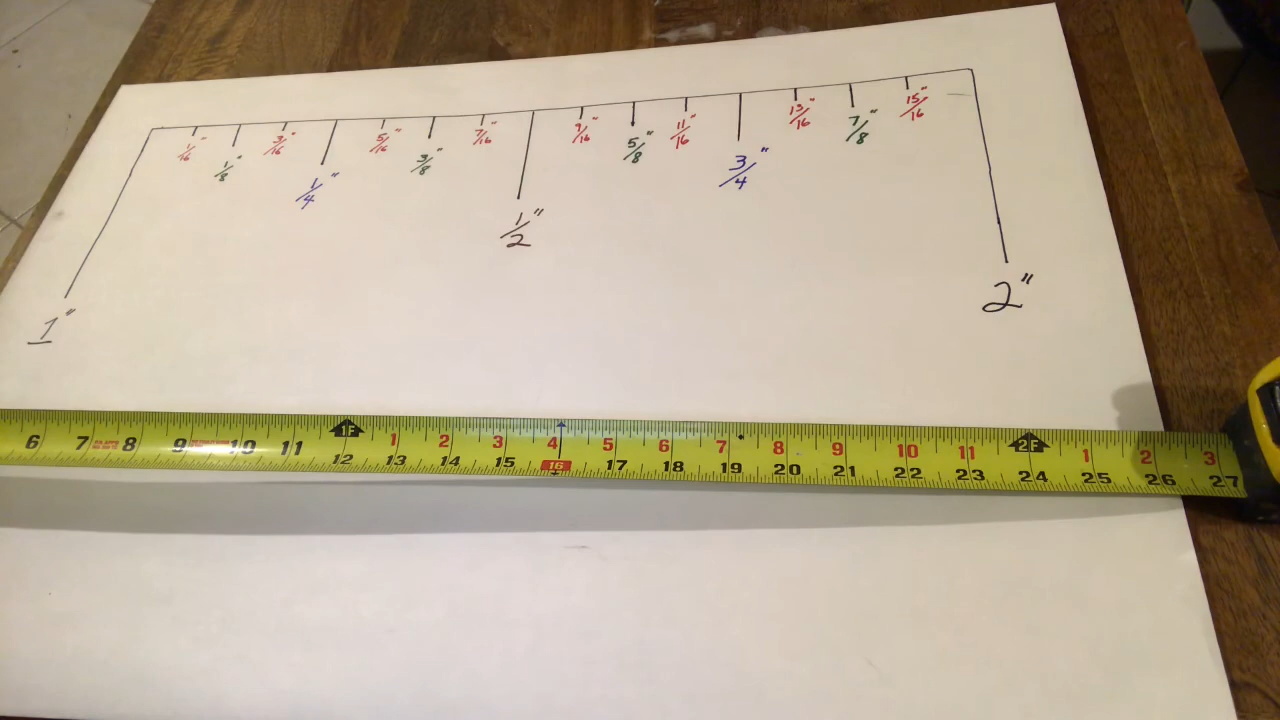 1/16" 1/8" 3/16" 1/4" 5/16" 3/8" 7/16" 1/2" 9/16" 5/8" 11/16" 3/4" 13/16" 7/8" 15/16"
1" 2"
1F 1 2 3 4 5 6 7 8 9 10 11 2F 1 2 3
6 7 8 9 10 11 12 13 14 15 16 17 18 19 20 21 22 23 24 25 26 27